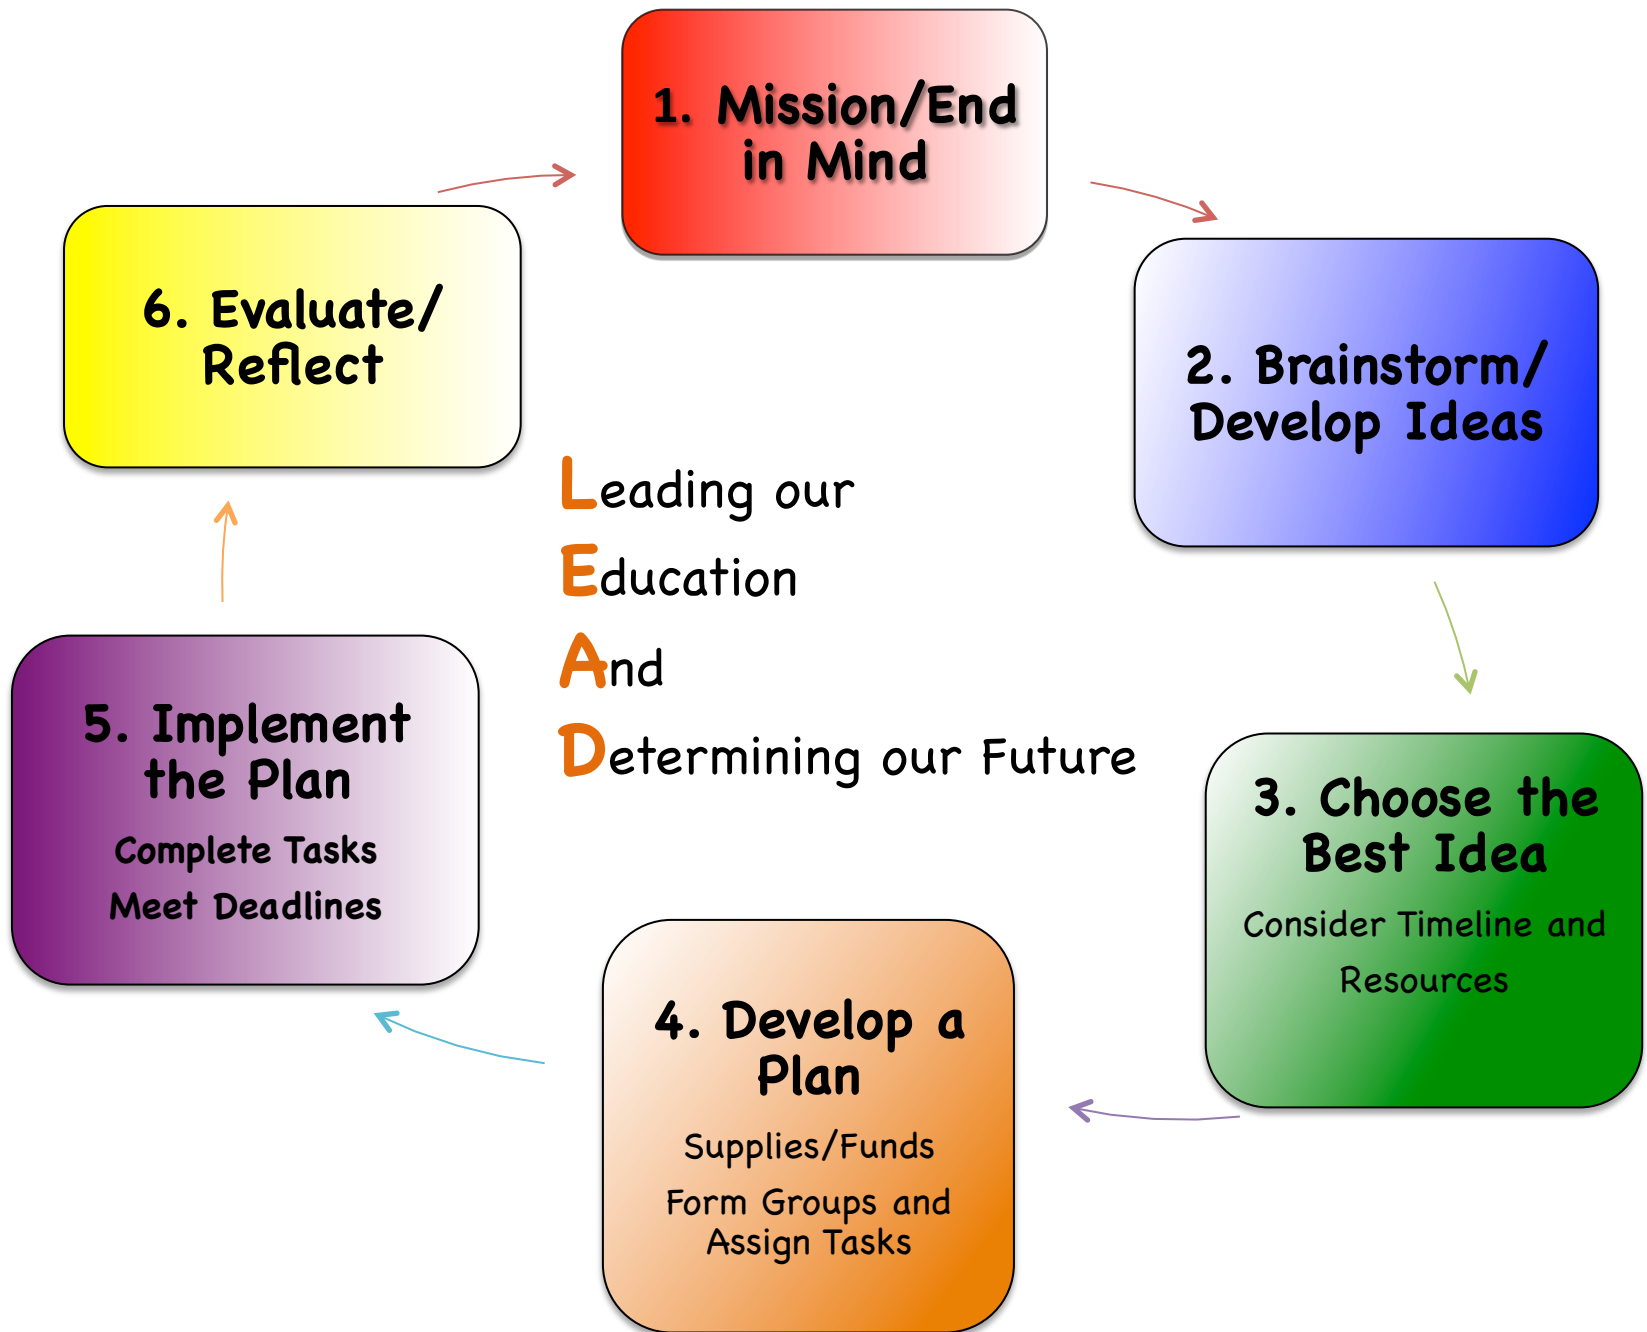 1. Mission/End
in Mind
2. Brainstorm/
Develop Ideas
3. Choose the
Best Idea
Consider Timeline and
Resources
4. Develop a
Plan
Supplies/Funds
Form Groups and
Assign Tasks
5. Implement
the Plan
Complete Tasks
Meet Deadlines
6. Evaluate/
Reflect
Leading our
Education
And
Determining our Future